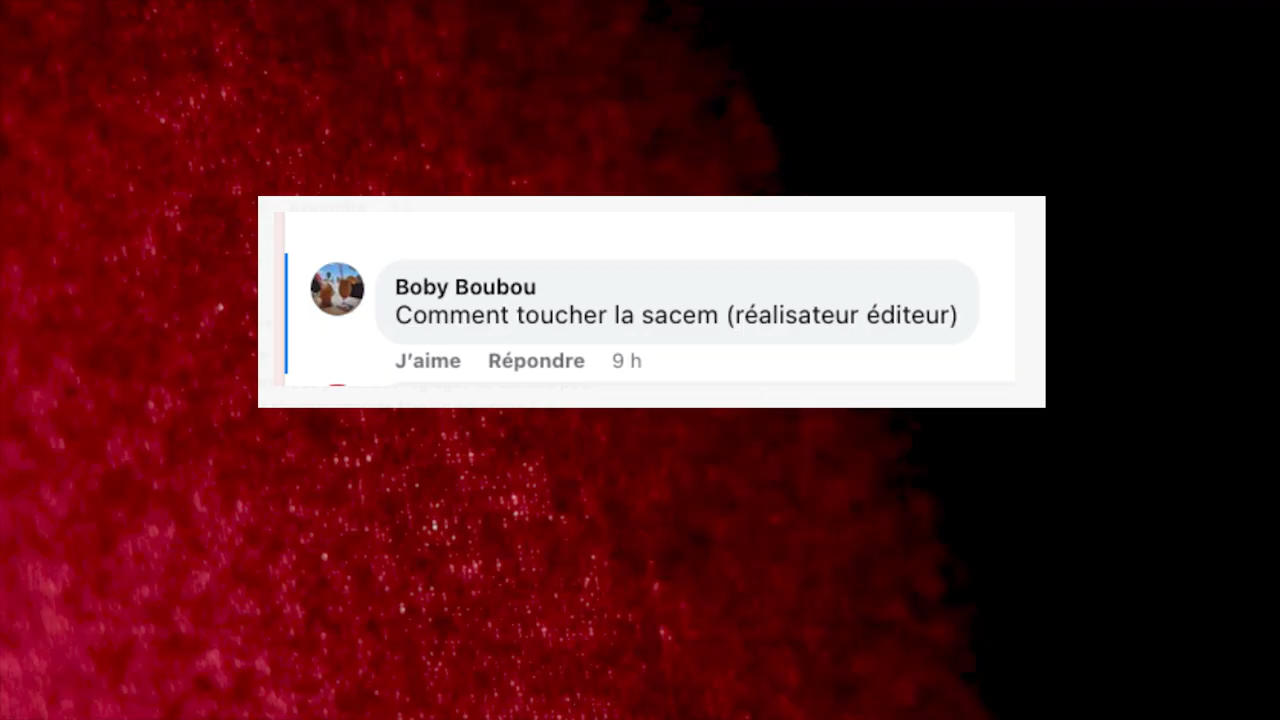 Boby Boubou
Comment toucher la sacem (réalisateur éditeur)
J'aime Répondre 9 h